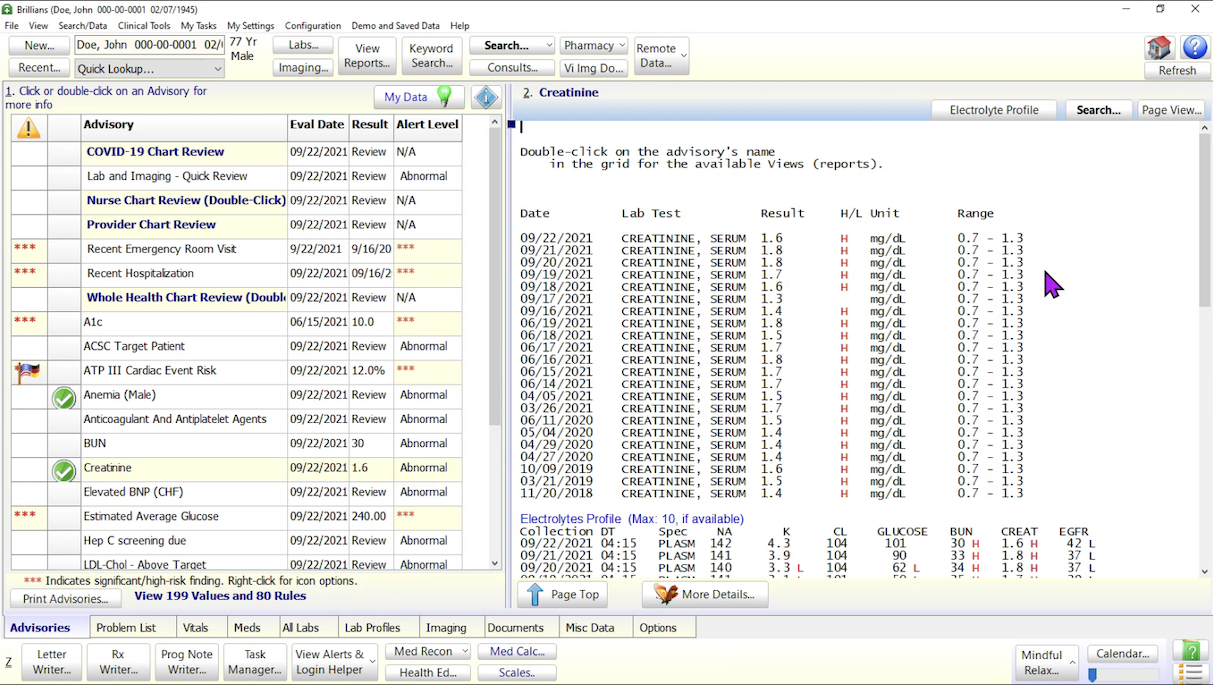 Brillians (Doe, John 000-00-0001 02/07/1945)
File View Search/Data Clinical Tools My Tasks My Settings Configuration Demo and Saved Data Help
New... Doe, John 000-00-0001 02/ 77 Yr Male Labs... View Reports... Keyword Search... Search... Pharmacy Remote Data...
Recent... Quick Lookup... Imaging... Consults... Vi Img Do... Refresh
1. Click or double-click on an Advisory for
more info
My Data
2. Creatinine
Electrolyte Profile Search... Page View...
Advisory Eval Date Result Alert Level
COVID-19 Chart Review 09/22/2021 Review N/A
Lab and Imaging - Quick Review 09/22/2021 Review Abnormal
Nurse Chart Review (Double-Click) 09/22/2021 Review N/A
Provider Chart Review 09/22/2021 Review N/A
*** Recent Emergency Room Visit 9/22/2021 9/16/20 ***
*** Recent Hospitalization 09/22/2021 09/16/2 ***
Whole Health Chart Review (Doubl 09/22/2021 Review N/A
*** A1c 06/15/2021 10.0 ***
ACSC Target Patient 09/22/2021 Review Abnormal
ATP III Cardiac Event Risk 09/22/2021 12.0% ***
Anemia (Male) 09/22/2021 Review Abnormal
Anticoagulant And Antiplatelet Agents 09/22/2021 Review Abnormal
BUN 09/22/2021 30 Abnormal
Creatinine 09/22/2021 1.6 Abnormal
Elevated BNP (CHF) 09/22/2021 Review Abnormal
*** Estimated Average Glucose 09/22/2021 240.00 ***
Hep C screening due 09/22/2021 Review Abnormal
LDL-Chol - Above Target 09/22/2021 Review Abnormal
*** Indicates significant/high-risk finding. Right-click for icon options.
Print Advisories... View 199 Values and 80 Rules
Double-click on the advisory's name
in the grid for the available Views (reports).
Date Lab Test Result H/L Unit Range
09/22/2021 CREATININE, SERUM 1.6 H mg/dL 0.7 - 1.3
09/21/2021 CREATININE, SERUM 1.8 H mg/dL 0.7 - 1.3
09/20/2021 CREATININE, SERUM 1.8 H mg/dL 0.7 - 1.3
09/19/2021 CREATININE, SERUM 1.7 H mg/dL 0.7 - 1.3
09/18/2021 CREATININE, SERUM 1.6 H mg/dL 0.7 - 1.3
09/17/2021 CREATININE, SERUM 1.3 mg/dL 0.7 - 1.3
09/16/2021 CREATININE, SERUM 1.4 H mg/dL 0.7 - 1.3
06/19/2021 CREATININE, SERUM 1.8 H mg/dL 0.7 - 1.3
06/18/2021 CREATININE, SERUM 1.5 H mg/dL 0.7 - 1.3
06/17/2021 CREATININE, SERUM 1.7 H mg/dL 0.7 - 1.3
06/16/2021 CREATININE, SERUM 1.8 H mg/dL 0.7 - 1.3
06/15/2021 CREATININE, SERUM 1.7 H mg/dL 0.7 - 1.3
06/14/2021 CREATININE, SERUM 1.7 H mg/dL 0.7 - 1.3
04/05/2021 CREATININE, SERUM 1.5 H mg/dL 0.7 - 1.3
03/26/2021 CREATININE, SERUM 1.7 H mg/dL 0.7 - 1.3
06/11/2020 CREATININE, SERUM 1.5 H mg/dL 0.7 - 1.3
05/04/2020 CREATININE, SERUM 1.4 H mg/dL 0.7 - 1.3
04/29/2020 CREATININE, SERUM 1.4 H mg/dL 0.7 - 1.3
04/27/2020 CREATININE, SERUM 1.4 H mg/dL 0.7 - 1.3
10/09/2019 CREATININE, SERUM 1.6 H mg/dL 0.7 - 1.3
03/21/2019 CREATININE, SERUM 1.5 H mg/dL 0.7 - 1.3
11/20/2018 CREATININE, SERUM 1.4 H mg/dL 0.7 - 1.3
Electrolytes Profile (Max: 10, if available)
Collection DT Spec NA K CL GLUCOSE BUN CREAT EGFR
09/22/2021 04:15 PLASM 142 4.3 104 101 30 H 1.6 H 42 L
09/21/2021 04:15 PLASM 141 3.9 104 90 33 H 1.8 H 37 L
09/20/2021 04:15 PLASM 140 3.3 L 104 62 L 34 H 1.8 H 37 L
Page Top More Details...
Advisories Problem List Vitals Meds All Labs Lab Profiles Imaging Documents Misc Data Options
Z Letter Writer... Rx Writer... Prog Note Writer... Task Manager... View Alerts & Login Helper Med Recon Med Calc... Mindful Relax... Calendar...
Health Ed... Scales..